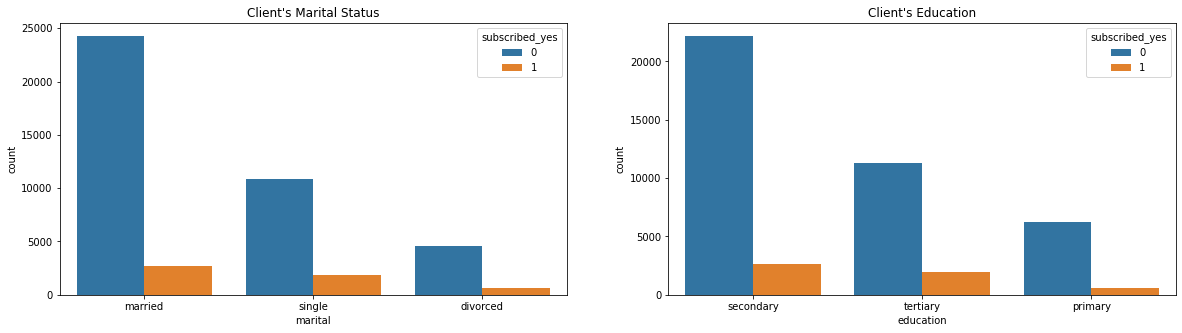 Client's Marital Status
25000
20000
15000
10000
5000
0
count
married
single
divorced
marital
subscribed_yes
0
1
Client's Education
20000
15000
10000
5000
0
count
secondary
tertiary
primary
education
subscribed_yes
0
1